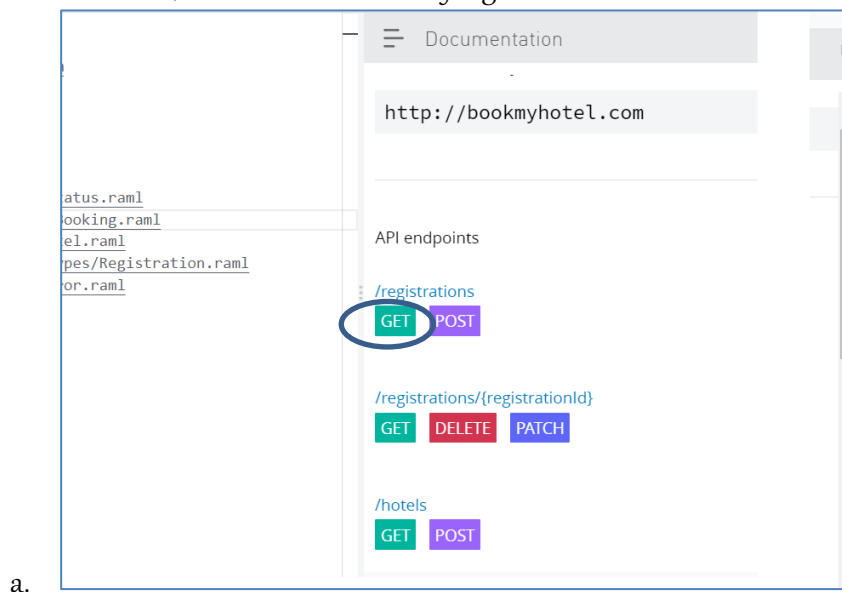 Documentation
http://bookmyhotel.com
atus.raml
ooking.raml
el.raml
pes/Registration.raml
or.raml
API endpoints
/registrations
GET POST
/registrations/{registrationId}
GET DELETE PATCH
/hotels
GET POST
a.